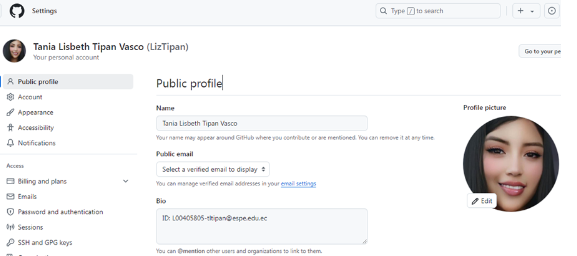 Settings
Type / to search
Tania Lisbeth Tipan Vasco (LizTipan)
Your personal account
Go to your pe
Public profile
Account
Appearance
Accessibility
Notifications
Access
Billing and plans
Emails
Password and authentication
Sessions
SSH and GPG keys
Public profile
Name
Tania Lisbeth Tipan Vasco
Your name may appear around GitHub where you contribute or are mentioned. You can remove it at any time.
Public email
Select a verified email to display
You can manage verified email addresses in your email settings
Bio
ID: L00405805-tltipan@espe.edu.ec
You can @mention other users and organizations to link to them.
Profile picture
Edit